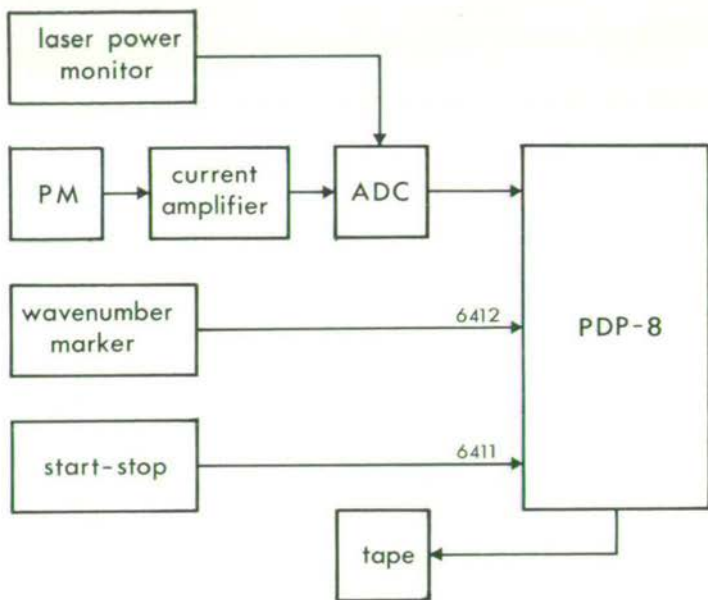 laser power
monitor
PM
current
amplifier
ADC
wavenumber
marker
6412
PDP-8
start-stop
6411
tape